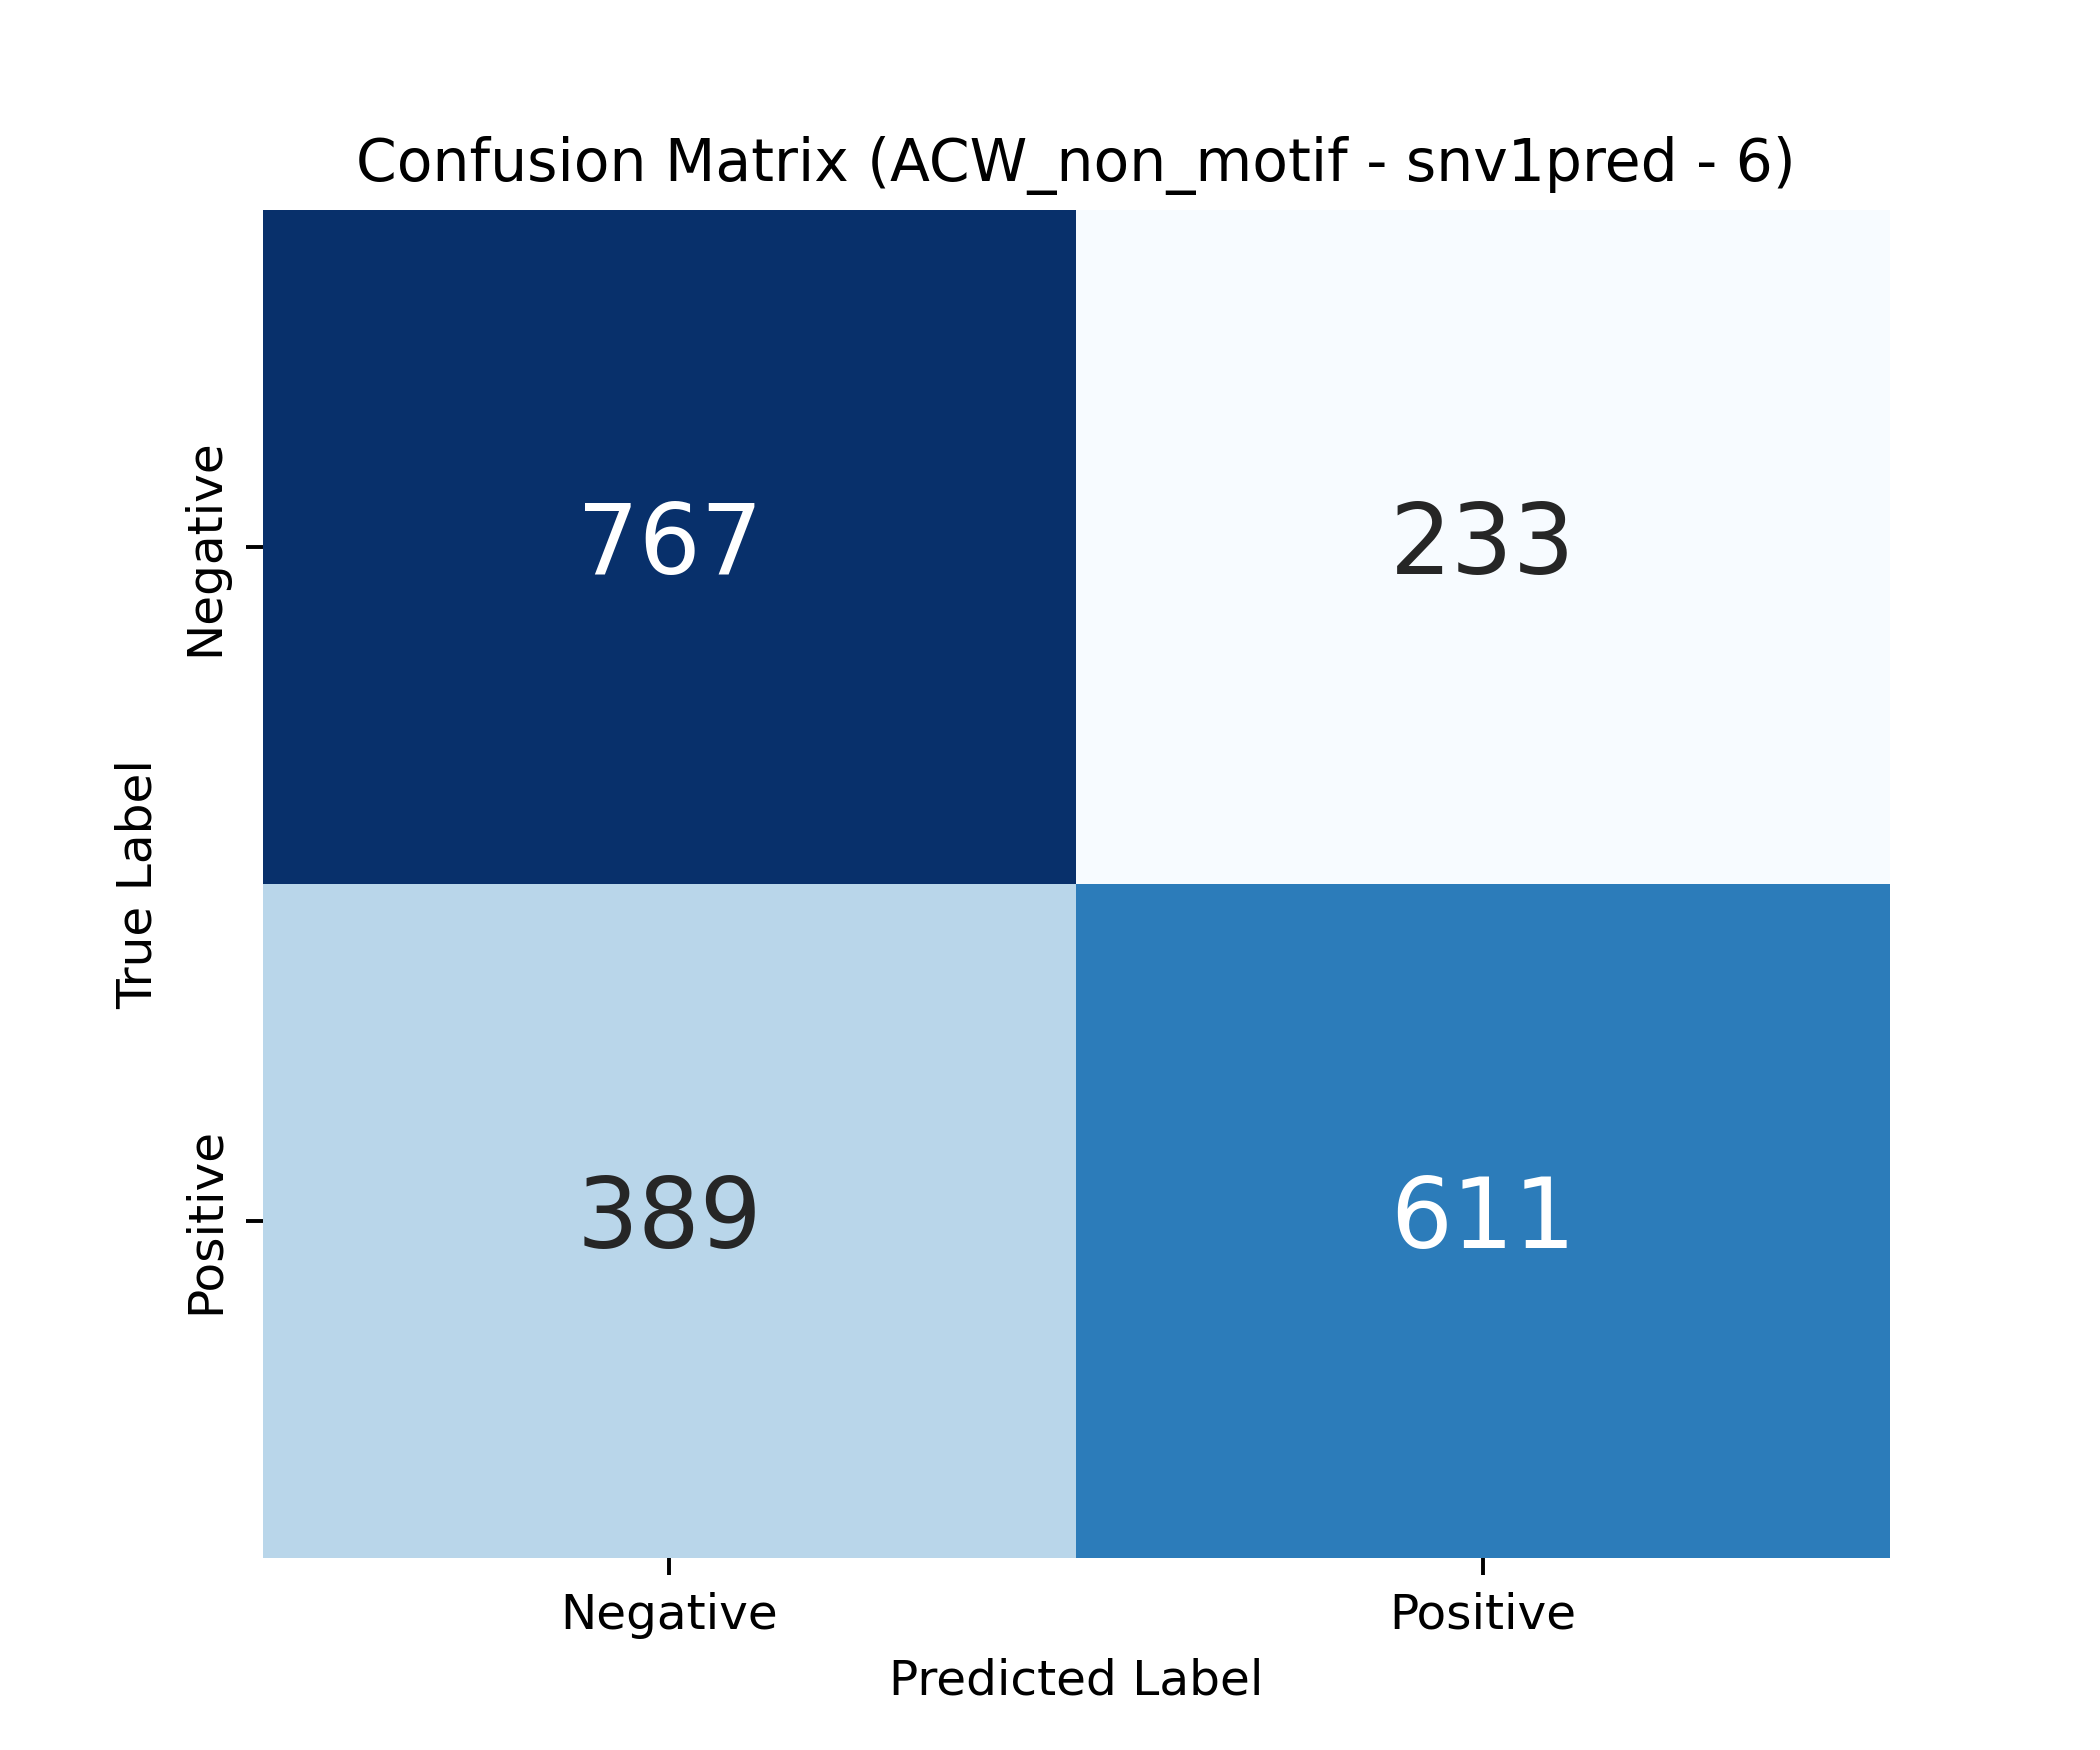 Confusion Matrix (ACW_non_motif - snv1pred - 6)
True Label
Negative
767
233
Positive
389
611
Negative
Positive
Predicted Label